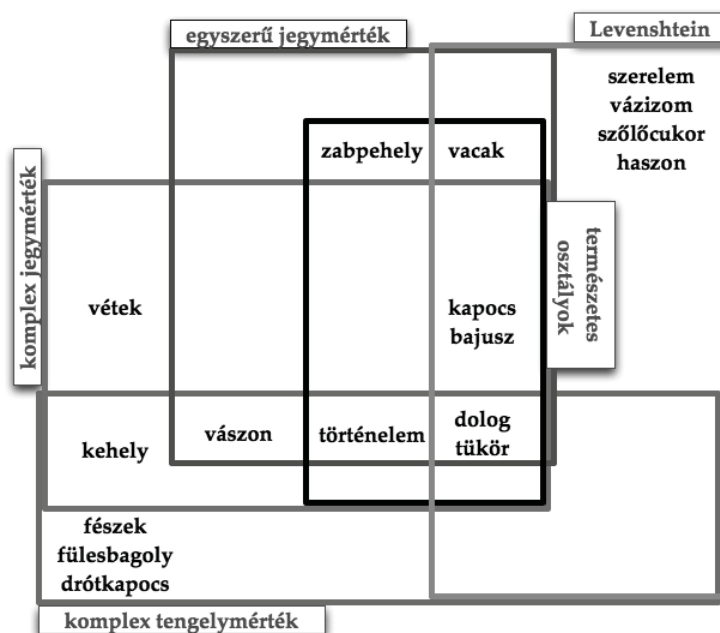 egyszerű jegymérték
Levenshtein
szerelem
vázizom
szőlőcukor
haszon
zabpehely
vacak
komplex jegymérték
természetes
osztályok
vétek
kapocs
bajusz
kehely
vászon
történelem
dolog
tükör
fészek
fülesbagoly
drótkapocs
komplex tengelymérték